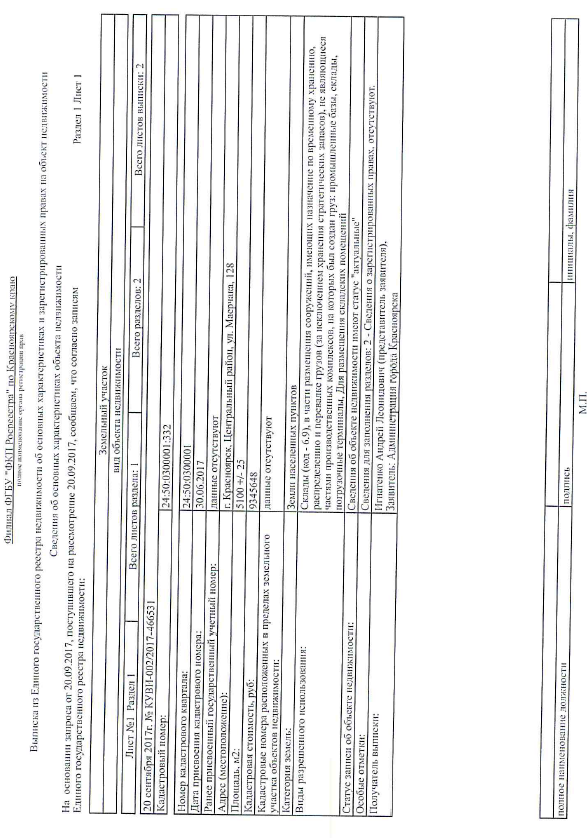 Филиал ФГБУ "ФКП Росреестра" по Красноярскому краю
полное наименование органа регистрации прав
Выписка из Единого государственного реестра недвижимости об основных характеристиках и зарегистрированных правах на объект недвижимости
Сведения об основных характеристиках объекта недвижимости
На основании запроса от 20.09.2017, поступившего на рассмотрение 20.09.2017, сообщаем, что согласно записям
Единого государственного реестра недвижимости:
Раздел 1 Лист 1
Земельный участок
вид объекта недвижимости
Лист №1 Раздел 1 Всего листов раздела: 1 Всего разделов: 2 Всего листов выписки: 2
20 сентября 2017г. № КУВИ-002/2017-466531
Кадастровый номер: 24:50:0300001:332
Номер кадастрового квартала: 24:50:0300001
Дата присвоения кадастрового номера: 30.06.2017
Ранее присвоенный государственный учетный номер: данные отсутствуют
Адрес (местоположение): г. Красноярск, Центральный район, ул. Маерчака, 128
Площадь, м2: 5100 +/- 25
Кадастровая стоимость, руб: 9345648
Кадастровые номера расположенных в пределах земельного
участка объектов недвижимости: данные отсутствуют
Категория земель: Земли населенных пунктов
Виды разрешенного использования: Склады (код - 6.9), в части размещения сооружений, имеющих назначение по временному хранению,
распределению и перевалке грузов (за исключением хранения стратегических запасов), не являющиеся
частями производственных комплексов, на которых был создан груз: промышленные базы, склады,
погрузочные терминалы, Для размещения складских помещений
Статус записи об объекте недвижимости: Сведения об объекте недвижимости имеют статус "актуальные"
Особые отметки: Сведения для заполнения разделов: 2 - Сведения о зарегистрированных правах, отсутствуют.
Получатель выписки: Игнатенко Андрей Леонидович (представитель заявителя),
Заявитель: Администрация города Красноярска
полное наименование должности подпись инициалы, фамилия
М.П.